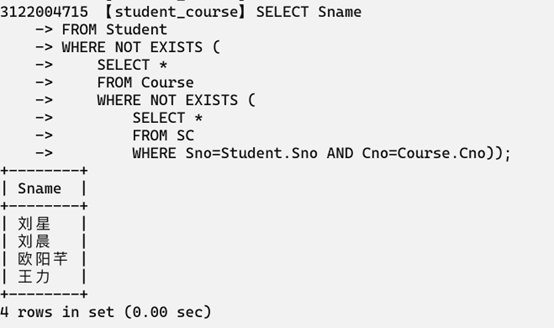 3122004715 【student_course】SELECT Sname
    -> FROM Student
    -> WHERE NOT EXISTS (
    ->     SELECT *
    ->     FROM Course
    ->     WHERE NOT EXISTS (
    ->         SELECT *
    ->         FROM SC
    ->         WHERE Sno=Student.Sno AND Cno=Course.Cno));
+--------+
| Sname  |
+--------+
| 刘星   |
| 刘晨   |
| 欧阳芊 |
| 王力   |
+--------+
4 rows in set (0.00 sec)